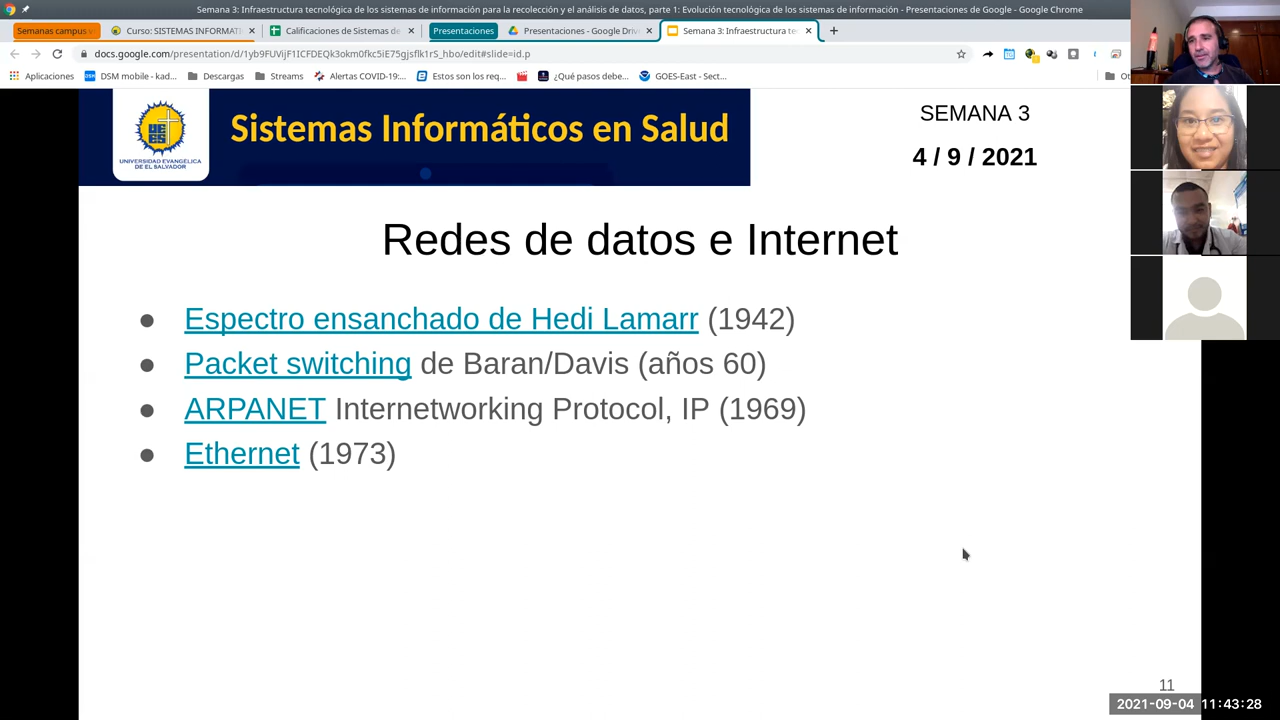 Semana 3: Infraestructura tecnológica de los sistemas de información para la recolección y el análisis de datos, parte 1: Evolución tecnológica de los sistemas de información - Presentaciones de Google - Google Chrome
Semanas campus v
Curso: SISTEMAS INFORMAT
Calificaciones de Sistemas de
Presentaciones
Presentaciones - Google Drive
Semana 3: Infraestructura te
docs.google.com/presentation/d/1yb9FUVijF1ICFDEQk3okm0fkc5iE75gjsflk1rS_hbo/edit#slide=id.p
Aplicaciones
DSM mobile - kad...
Descargas
Streams
Alertas COVID-19:...
Estos son los req...
¿Qué pasos debe...
GOES-East - Sect...
Ot
UEES
UNIVERSIDAD EVANGÉLICA
DE EL SALVADOR
Sistemas Informáticos en Salud
SEMANA 3
4 / 9 / 2021
Redes de datos e Internet
● Espectro ensanchado de Hedi Lamarr (1942)
● Packet switching de Baran/Davis (años 60)
● ARPANET Internetworking Protocol, IP (1969)
● Ethernet (1973)
11
2021-09-04 11:43:28